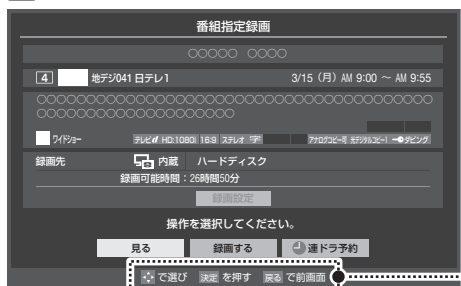 番組指定録画
○○○○○ ○○○○
4 地デジ041 日テレ1 3/15 (月) AM 9:00 ～ AM 9:55
○○○○○○○○○○○○○○○○○○○○○○○○○○○○○○○○○○○○○○○
○○○○○○○○○○○○○○○○○○○
ワイドショー テレビd HD:1080i 16:9 ステレオ 字 アナログコピー可 光デジタルコピー1 ダビング
録画先 内蔵 ハードディスク
録画可能時間：26時間50分
録画設定
操作を選択してください。
見る 録画する 連ドラ予約
で選び 決定 を押す 戻る で前画面